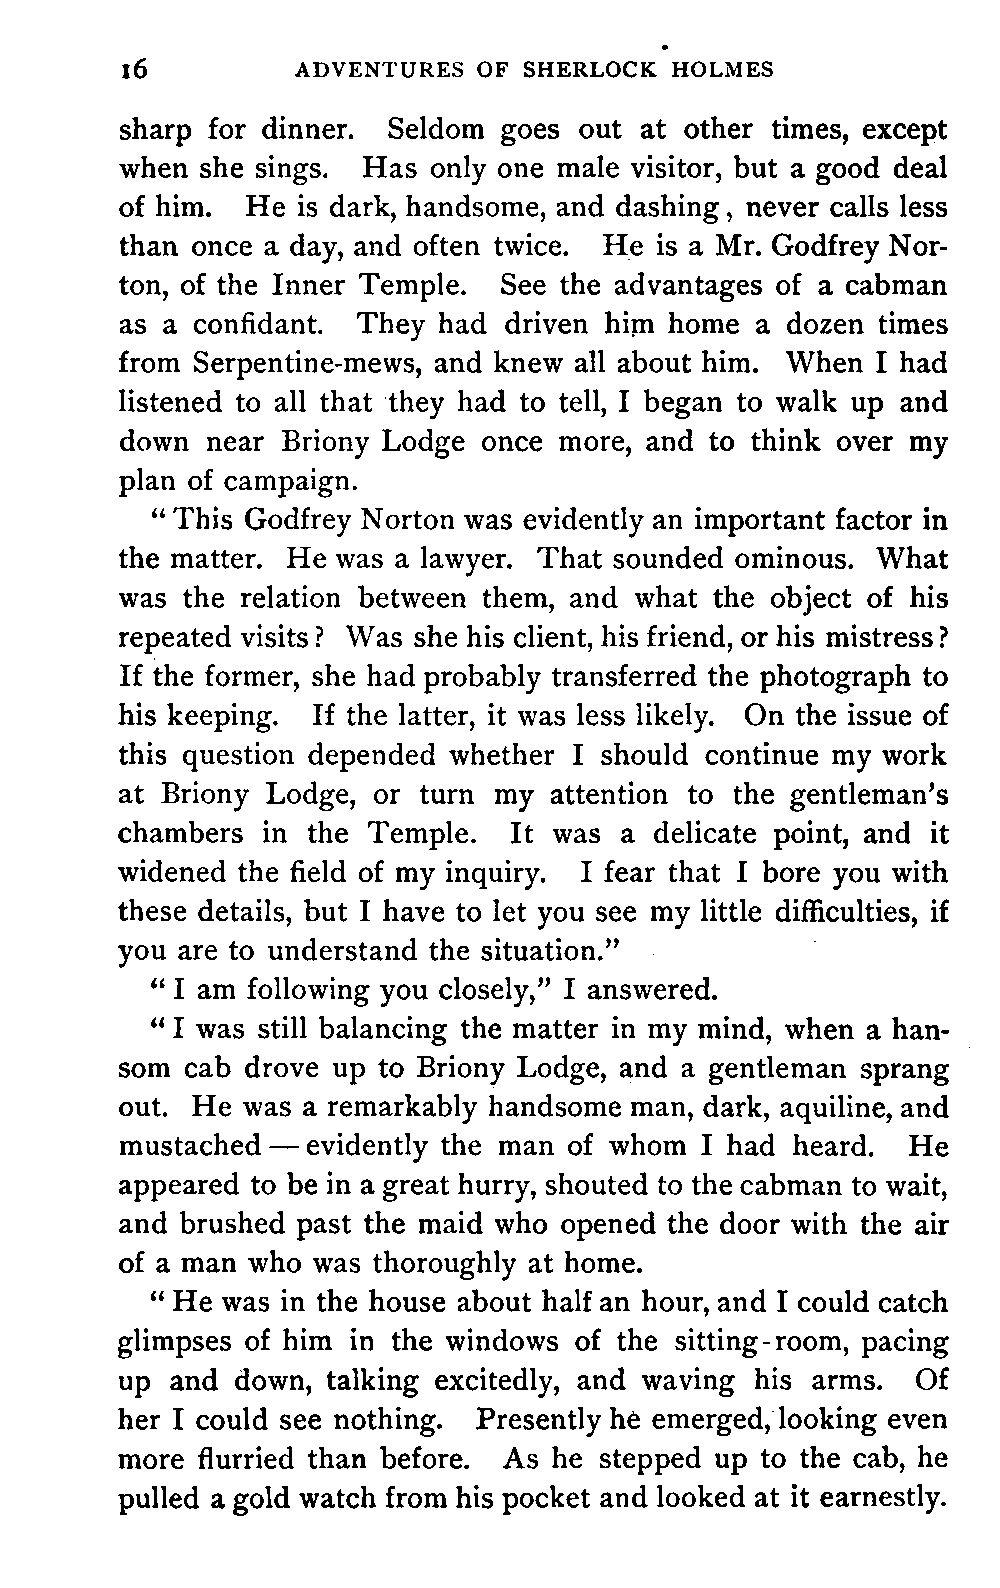 16 ADVENTURES OF SHERLOCK HOLMES
sharp for dinner. Seldom goes out at other times, except
when she sings. Has only one male visitor, but a good deal
of him. He is dark, handsome, and dashing, never calls less
than once a day, and often twice. He is a Mr. Godfrey Nor-
ton, of the Inner Temple. See the advantages of a cabman
as a confidant. They had driven him home a dozen times
from Serpentine-mews, and knew all about him. When I had
listened to all that they had to tell, I began to walk up and
down near Briony Lodge once more, and to think over my
plan of campaign.
“This Godfrey Norton was evidently an important factor in
the matter. He was a lawyer. That sounded ominous. What
was the relation between them, and what the object of his
repeated visits? Was she his client, his friend, or his mistress?
If the former, she had probably transferred the photograph to
his keeping. If the latter, it was less likely. On the issue of
this question depended whether I should continue my work
at Briony Lodge, or turn my attention to the gentleman’s
chambers in the Temple. It was a delicate point, and it
widened the field of my inquiry. I fear that I bore you with
these details, but I have to let you see my little difficulties, if
you are to understand the situation.”
“I am following you closely,” I answered.
“I was still balancing the matter in my mind, when a han-
som cab drove up to Briony Lodge, and a gentleman sprang
out. He was a remarkably handsome man, dark, aquiline, and
mustached — evidently the man of whom I had heard. He
appeared to be in a great hurry, shouted to the cabman to wait,
and brushed past the maid who opened the door with the air
of a man who was thoroughly at home.
“He was in the house about half an hour, and I could catch
glimpses of him in the windows of the sitting-room, pacing
up and down, talking excitedly, and waving his arms. Of
her I could see nothing. Presently he emerged, looking even
more flurried than before. As he stepped up to the cab, he
pulled a gold watch from his pocket and looked at it earnestly.